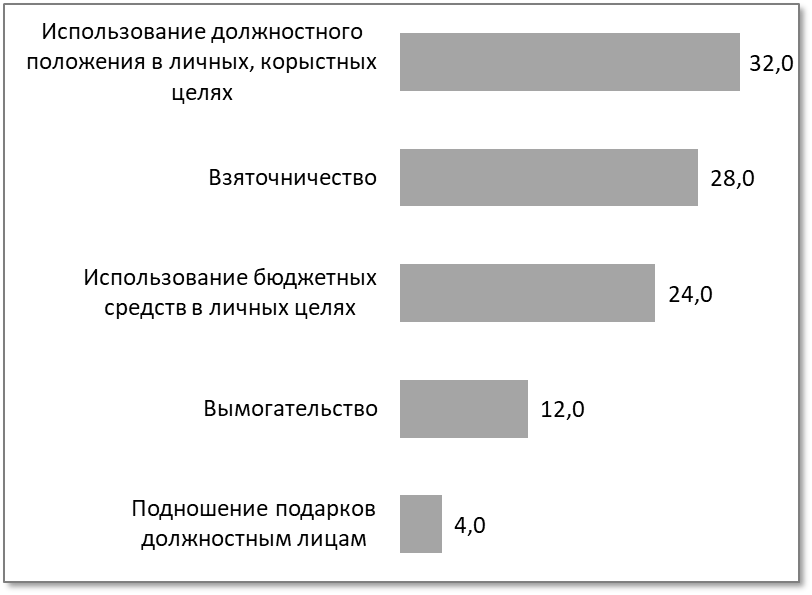 Использование должностного
положения в личных, корыстных
целях
32,0
Взяточничество
28,0
Использование бюджетных
средств в личных целях
24,0
Вымогательство
12,0
Подношение подарков
должностным лицам
4,0